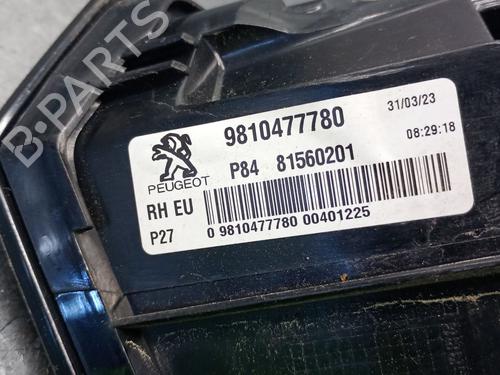 9810477780
31/03/23
08:29:18
PEUGEOT
P84 81560201
RH EU
P27
0 9810477780 00401225
B-Parts